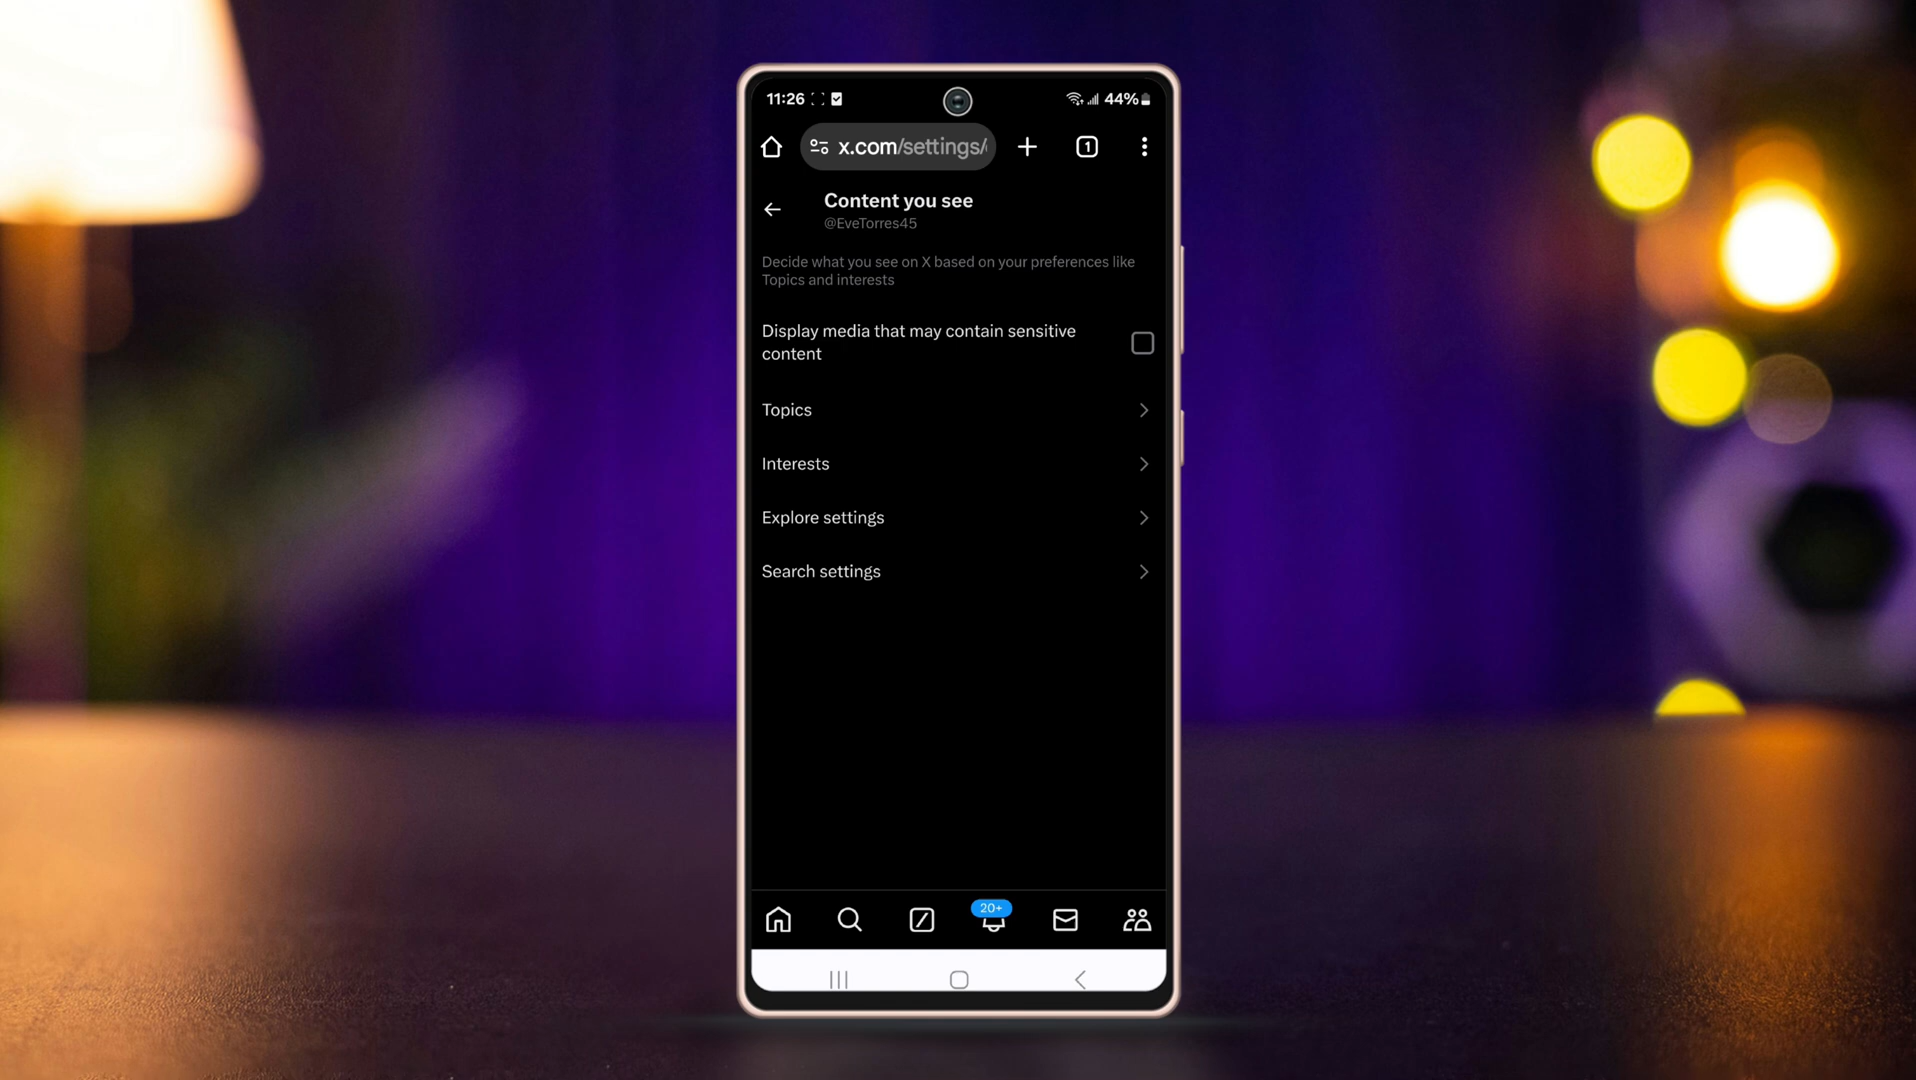 11:26
44%
x.com/settings/
1
Content you see
@EveTorres45
Decide what you see on X based on your preferences like
Topics and interests
Display media that may contain sensitive
content
Topics
Interests
Explore settings
Search settings
20+